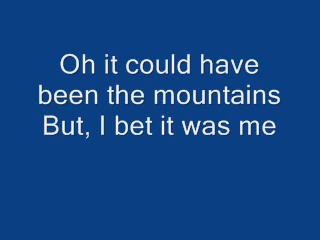 Oh it could have
been the mountains
But, I bet it was me